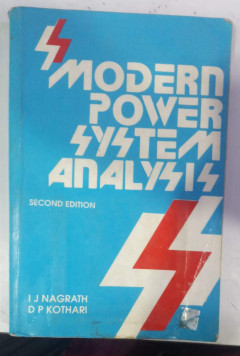 MODERN
POWER
SYSTEM
ANALYSIS
SECOND EDITION
I J NAGRATH
D P KOTHARI